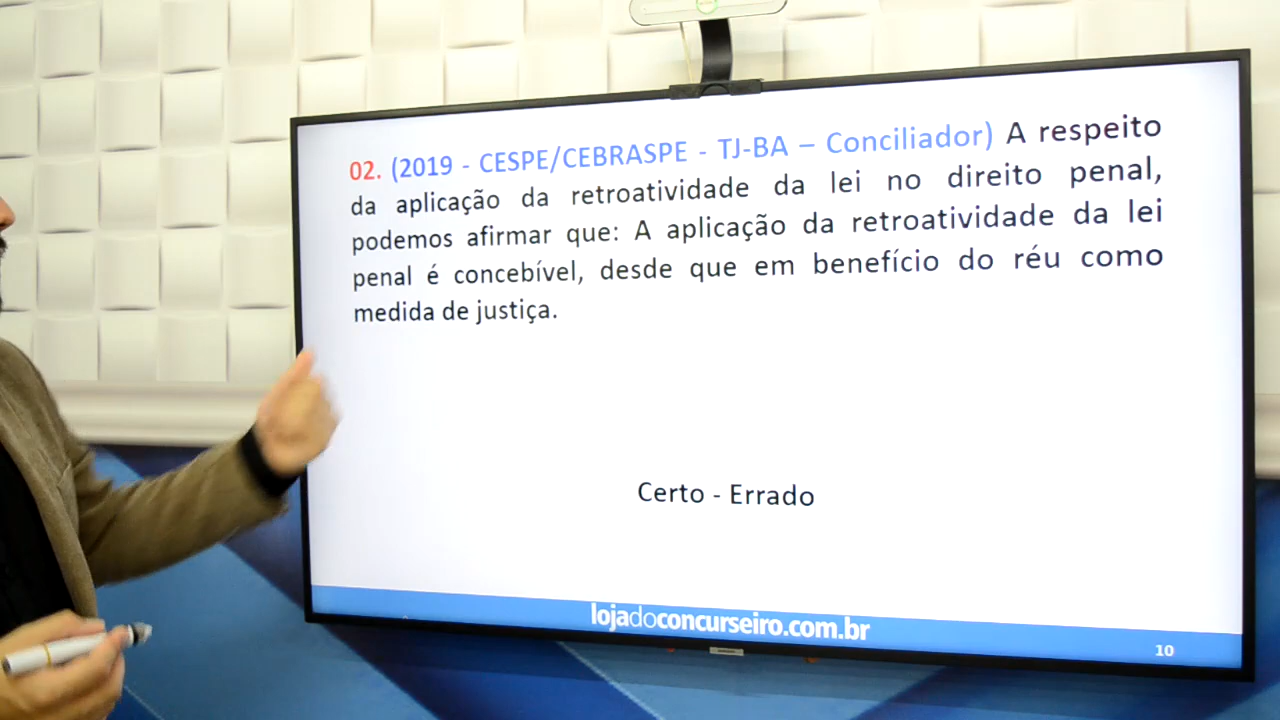 02. (2019 - CESPE/CEBRASPE - TJ-BA – Conciliador) A respeito
da aplicação da retroatividade da lei no direito penal,
podemos afirmar que: A aplicação da retroatividade da lei
penal é concebível, desde que em benefício do réu como
medida de justiça.
Certo - Errado
lojadoconcurseiro.com.br
10